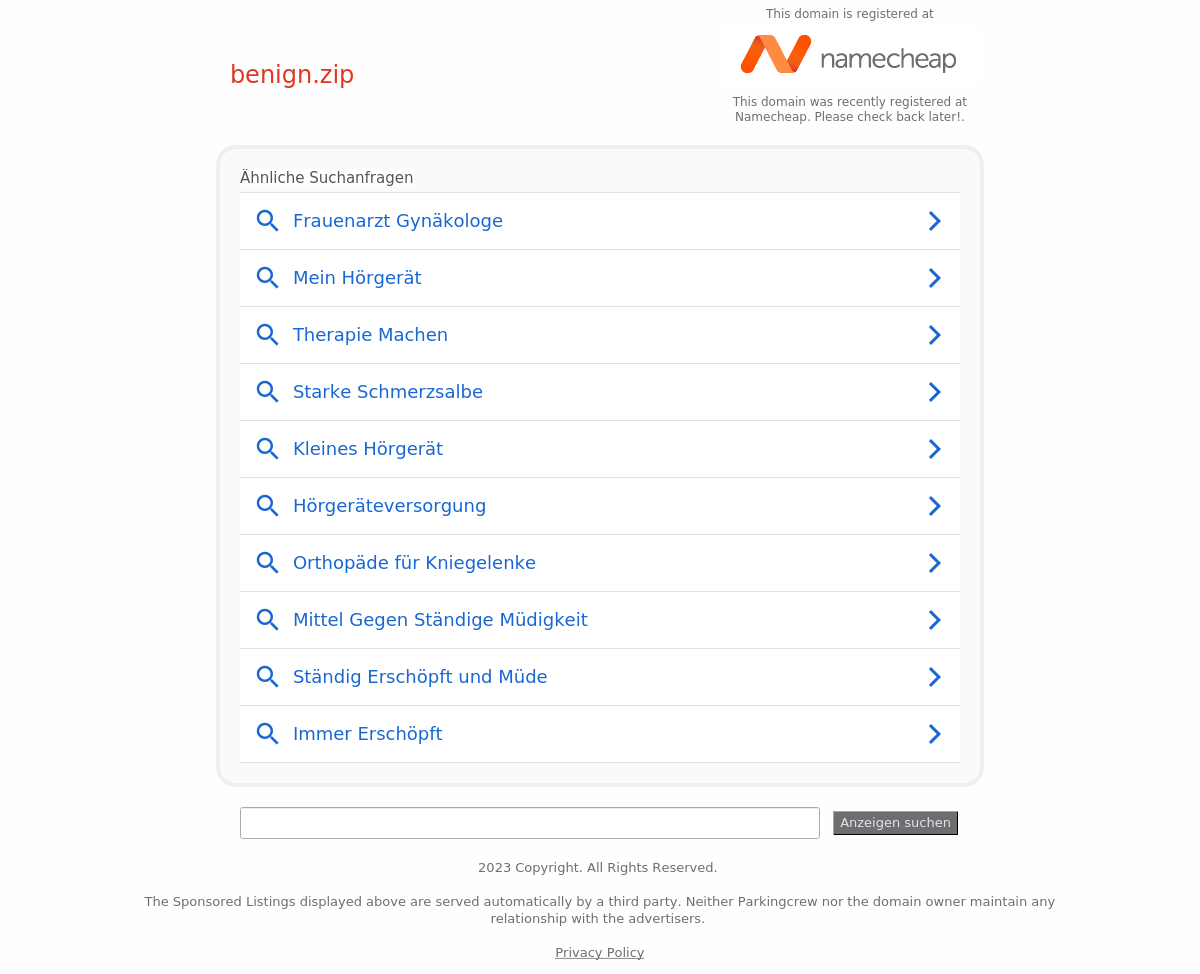 This domain is registered at
namecheap
benign.zip
This domain was recently registered at
Namecheap. Please check back later!.
Ähnliche Suchanfragen
Frauenarzt Gynäkologe
Mein Hörgerät
Therapie Machen
Starke Schmerzsalbe
Kleines Hörgerät
Hörgeräteversorgung
Orthopäde für Kniegelenke
Mittel Gegen Ständige Müdigkeit
Ständig Erschöpft und Müde
Immer Erschöpft
Anzeigen suchen
2023 Copyright. All Rights Reserved.
The Sponsored Listings displayed above are served automatically by a third party. Neither Parkingcrew nor the domain owner maintain any
relationship with the advertisers.
Privacy Policy